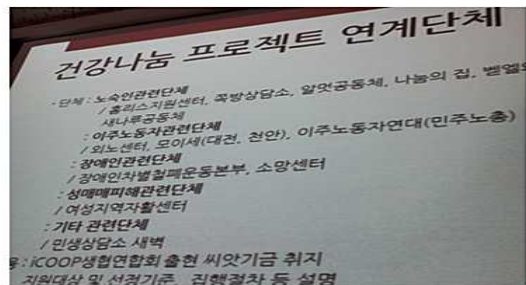 건강나눔 프로젝트 연계단체
- 단체 : 노숙인관련단체
/ 홈리스지원센터, 쪽방상담소, 알멋공동체, 나눔의 집, 벧엘의
새나루공동체
: 이주노동자관련단체
/ 외노센터, 모이세(대전, 천안), 이주노동자연대(민주노총)
: 장애인관련단체
/ 장애인차별철폐운동본부, 소망센터
: 성매매피해관련단체
/ 여성지역자활센터
: 기타 관련단체
/ 민생상담소 새벽
용 : iCOOP생협연합회 출현 씨앗기금 취지
지원대상 및 선정기준, 집행절차 등 설명